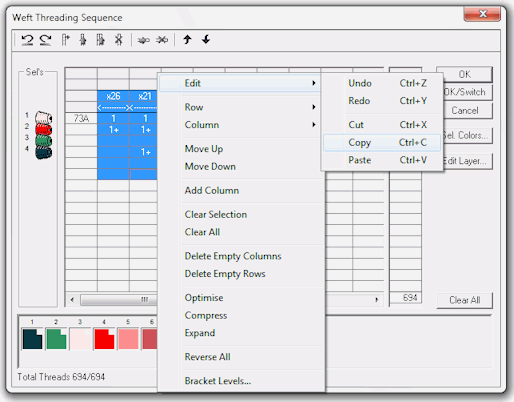 Weft Threading Sequence
Sel's
1
2
3
4
x26 x21
73A 1 1
1+ 1+
1+
Edit
Row
Column
Move Up
Move Down
Add Column
Clear Selection
Clear All
Delete Empty Columns
Delete Empty Rows
Optimise
Compress
Expand
Reverse All
Bracket Levels...
Undo Ctrl+Z
Redo Ctrl+Y
Cut Ctrl+X
Copy Ctrl+C
Paste Ctrl+V
OK
OK/Switch
Cancel
Sel. Colors...
Edit Layer...
694
Clear All
1 2 3 4 5 6
Total Threads 694/694